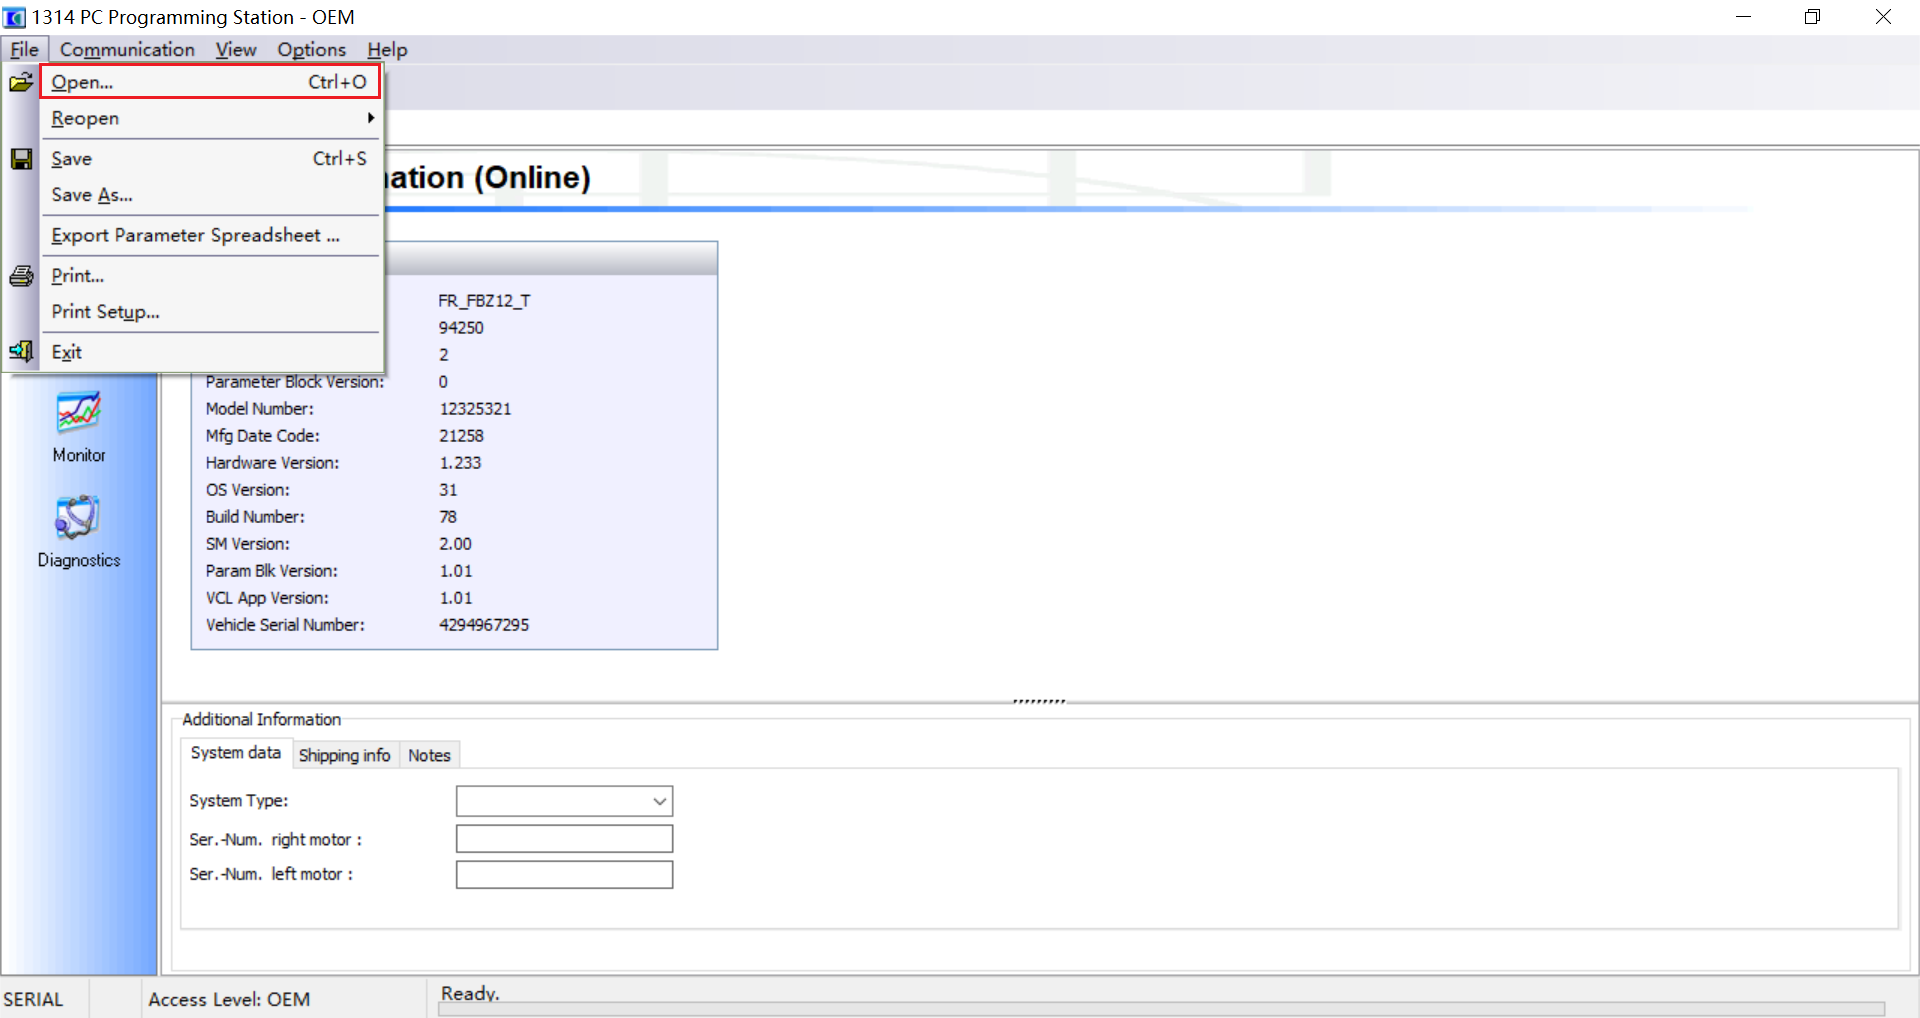 1314 PC Programming Station - OEM
File Communication View Options Help
Open... Ctrl+O
Reopen
Save Ctrl+S
Save As...
Export Parameter Spreadsheet ...
Print...
Print Setup...
Exit
ation (Online)
FR_FBZ12_T
94250
2
Parameter Block Version: 0
Model Number: 12325321
Mfg Date Code: 21258
Hardware Version: 1.233
OS Version: 31
Build Number: 78
SM Version: 2.00
Param Blk Version: 1.01
VCL App Version: 1.01
Vehicle Serial Number: 4294967295
Monitor
Diagnostics
Additional Information
System data Shipping info Notes
System Type:
Ser.-Num. right motor :
Ser.-Num. left motor :
SERIAL Access Level: OEM Ready.